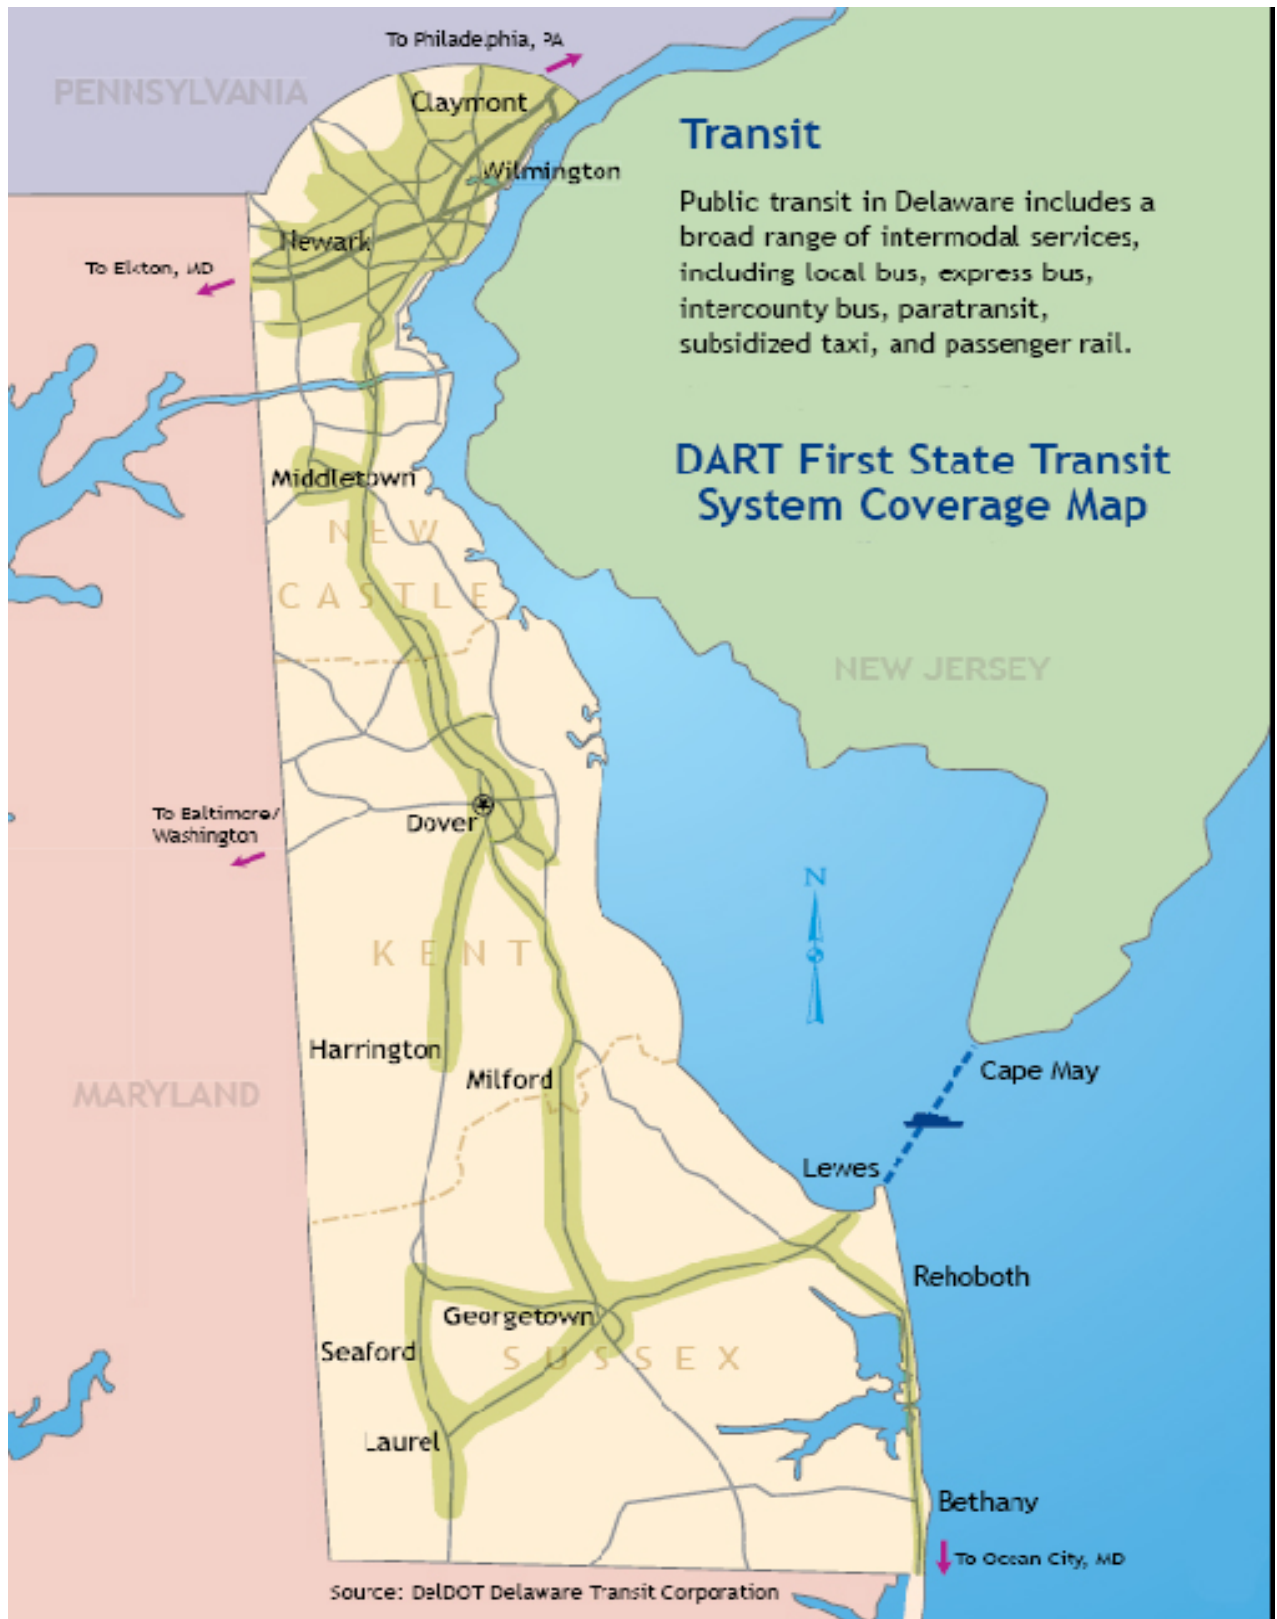 To Philadelphia, PA
PENNSYLVANIA
Claymont
Transit
Wilmington
Public transit in Delaware includes a
broad range of intermodal services,
including local bus, express bus,
intercounty bus, paratransit,
subsidized taxi, and passenger rail.
Newark
To Elkton, MD
DART First State Transit
System Coverage Map
Middletown
NEW
CASTLE
NEW JERSEY
To Baltimore/
Washington
Dover
N
KENT
Harrington
Milford
MARYLAND
Cape May
Lewes
Rehoboth
Georgetown
Seaford
SUSSEX
Laurel
Bethany
To Ocean City, MD
Source: DelDOT Delaware Transit Corporation